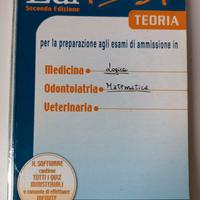 Seconda Edizione
TEORIA
per la preparazione agli esami di ammissione in
Medicina Logica
Odontoiatria Matematica
Veterinaria
IL SOFTWARE
contiene
TUTTI I QUIZ
MINISTERIALI
e consente di effettuare
INFINITE